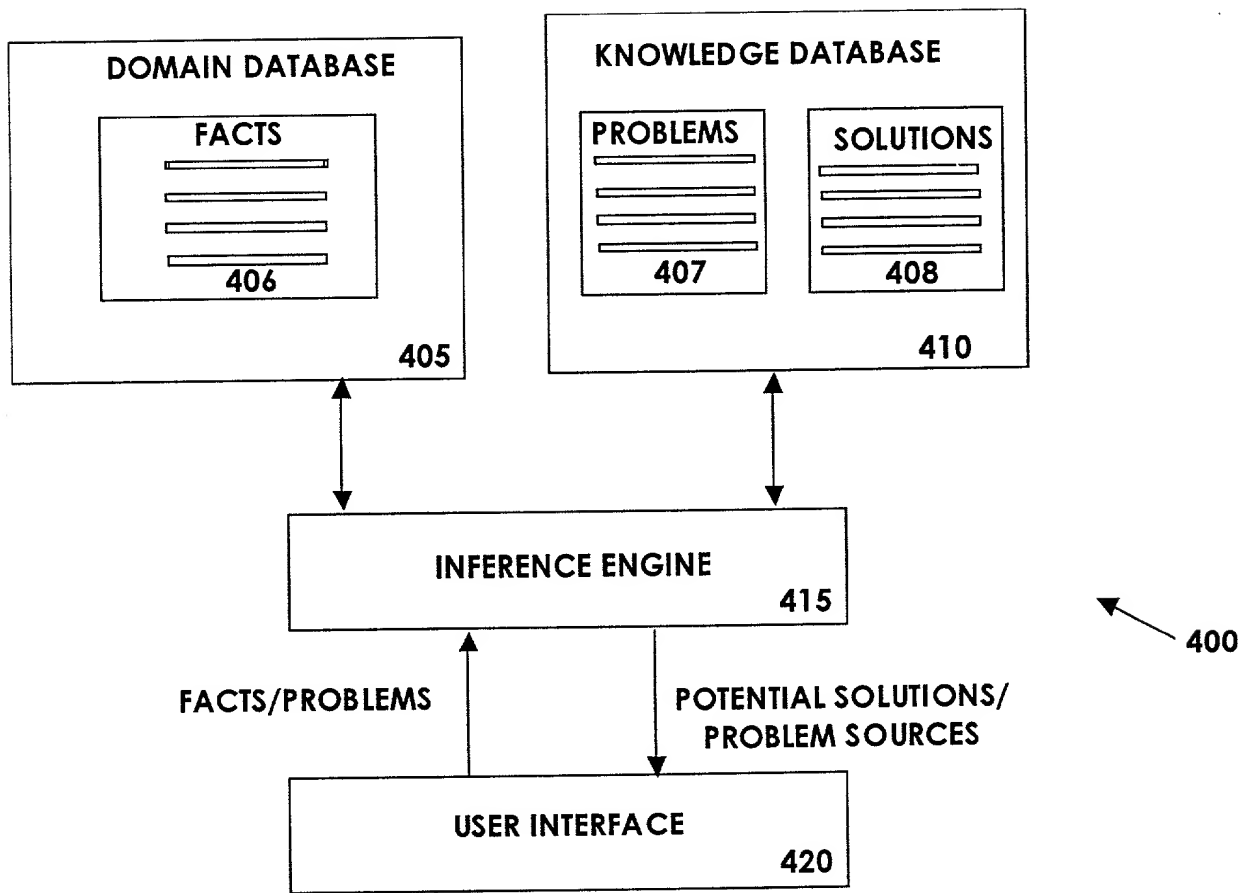 DOMAIN DATABASE
FACTS
406
405
KNOWLEDGE DATABASE
PROBLEMS
407
SOLUTIONS
408
410
INFERENCE ENGINE
415
400
FACTS/PROBLEMS
POTENTIAL SOLUTIONS/
PROBLEM SOURCES
USER INTERFACE
420